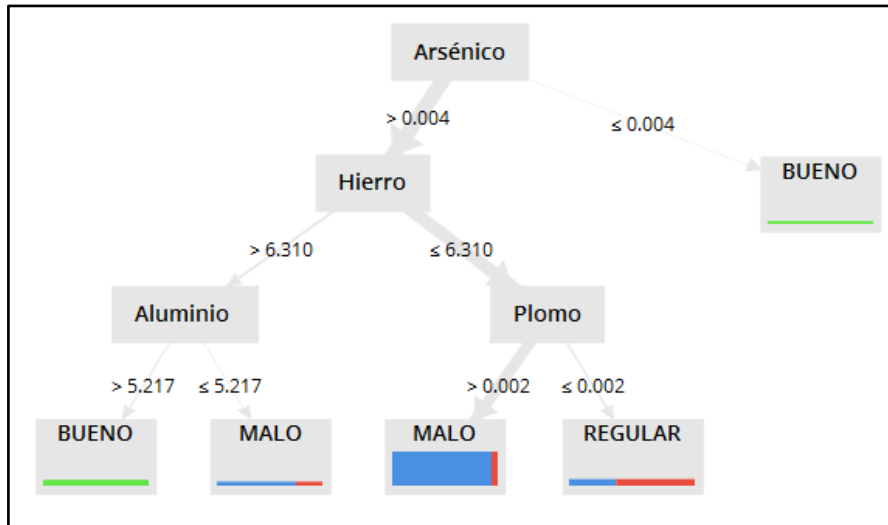 Arsénico
> 0.004
≤ 0.004
Hierro
BUENO
> 6.310
≤ 6.310
Aluminio
Plomo
> 5.217
≤ 5.217
> 0.002
≤ 0.002
BUENO
MALO
MALO
REGULAR